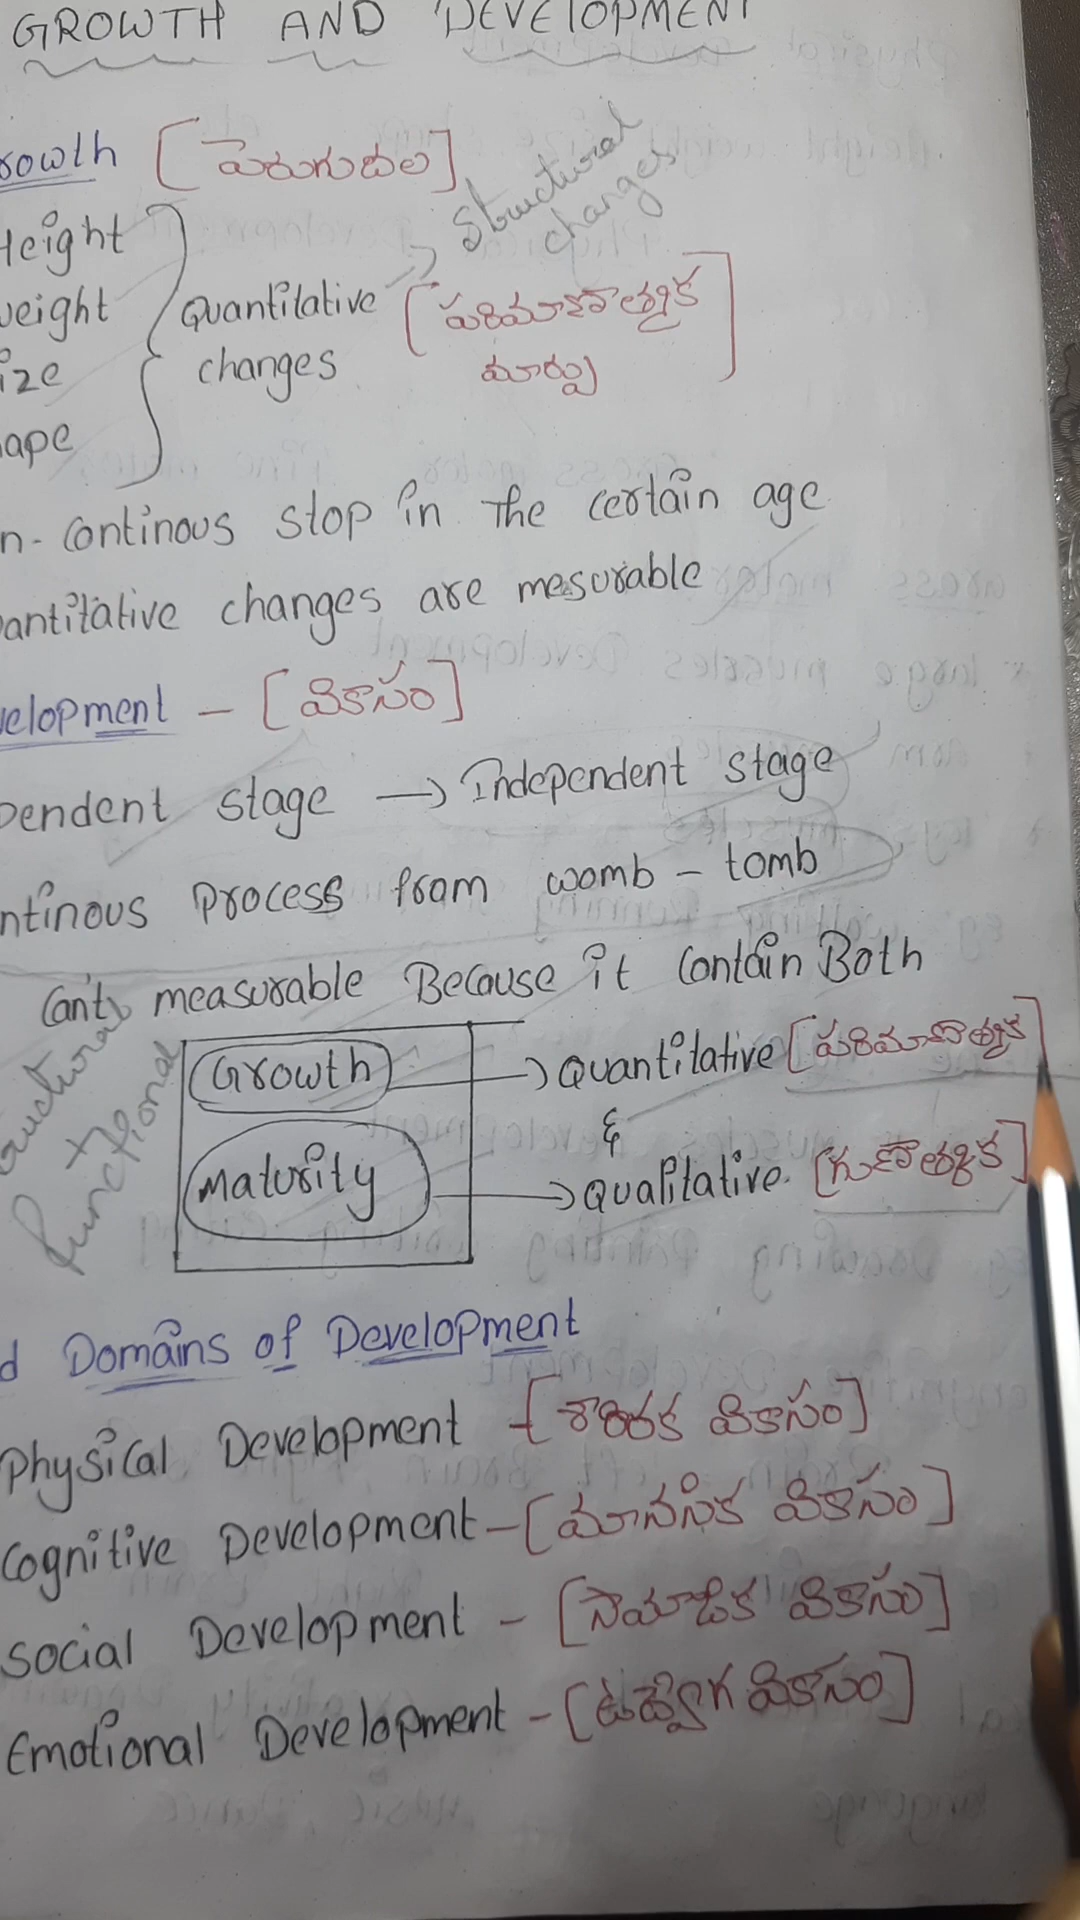 GROWTH AND DEVELOPMENT
rowth [పెరుగుదల]
Structural
changes
Height
weight
ize
ape
Quantitative → [పరిమాణాత్మక
changes మార్పు]
n-continous stop in the certain age
antitative changes are mesurable
velopment - [వికాసం]
pendent stage → Independent stage
ntinous process from womb - tomb
Can't measurable Because it Contain Both
Growth → Quantitative [పరిమాణాత్మక]
&
Maturity → Qualitative. [గుణాత్మక]
ructural
+
functional
d Domains of Development
Physical Development - [శారీరక వికాసం]
Cognitive Development - [మానసిక వికాసం]
Social Development - [సామాజిక వికాసం]
Emotional Development - [ఉద్వేగ వికాసం]